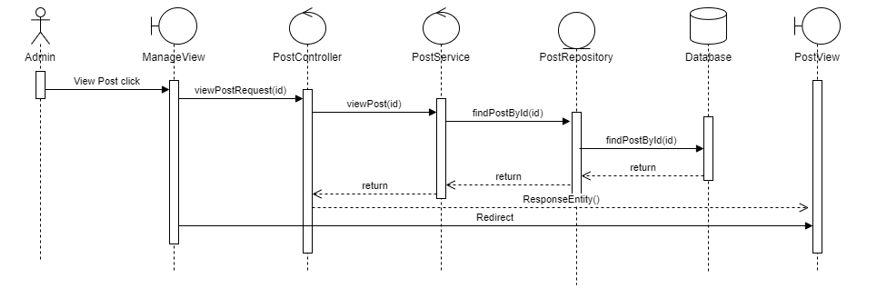 Admin
ManageView
PostController
PostService
PostRepository
Database
PostView
View Post click
viewPostRequest(id)
viewPost(id)
findPostById(id)
findPostById(id)
return
return
return
ResponseEntity()
Redirect